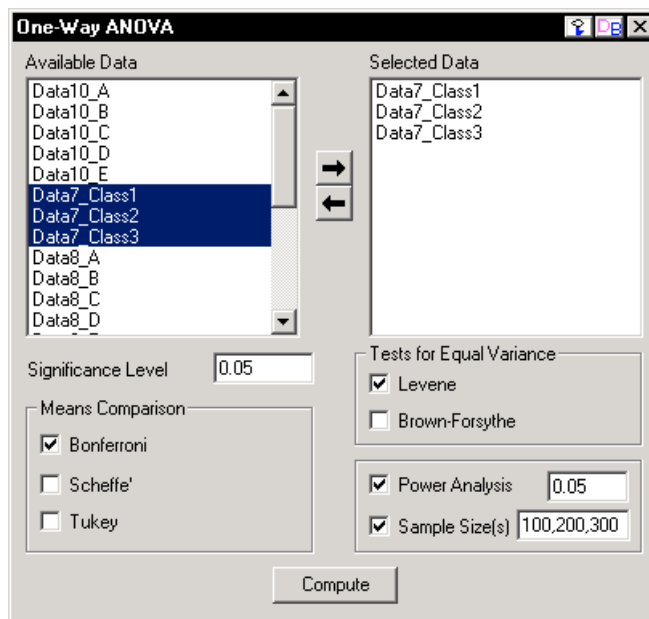 One-Way ANOVA
DB
Available Data
Data10_A
Data10_B
Data10_C
Data10_D
Data10_E
Data7_Class1
Data7_Class2
Data7_Class3
Data8_A
Data8_B
Data8_C
Data8_D
Selected Data
Data7_Class1
Data7_Class2
Data7_Class3
Significance Level 0.05
Means Comparison
Bonferroni
Scheffe'
Tukey
Tests for Equal Variance
Levene
Brown-Forsythe
Power Analysis 0.05
Sample Size(s) 100,200,300
Compute